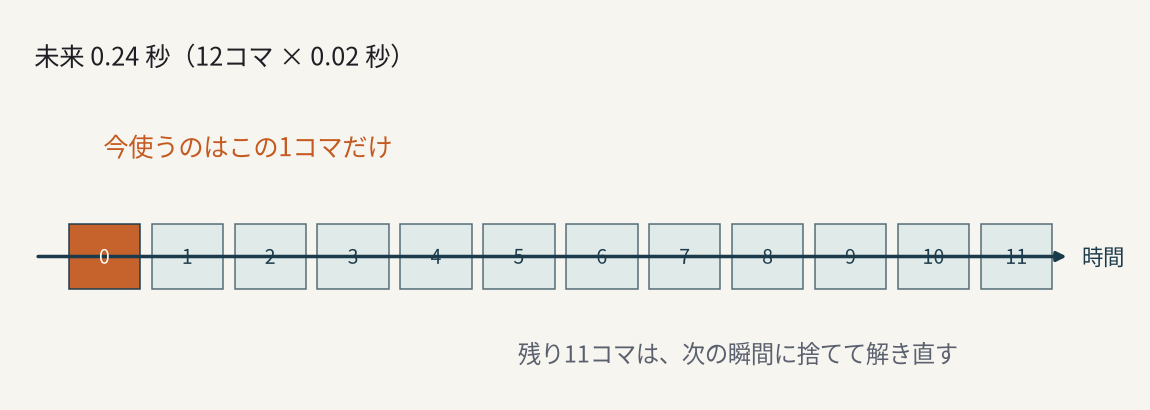 未来 0.24 秒（12コマ × 0.02 秒）
今使うのはこの1コマだけ
0 1 2 3 4 5 6 7 8 9 10 11 時間
残り11コマは、次の瞬間に捨てて解き直す